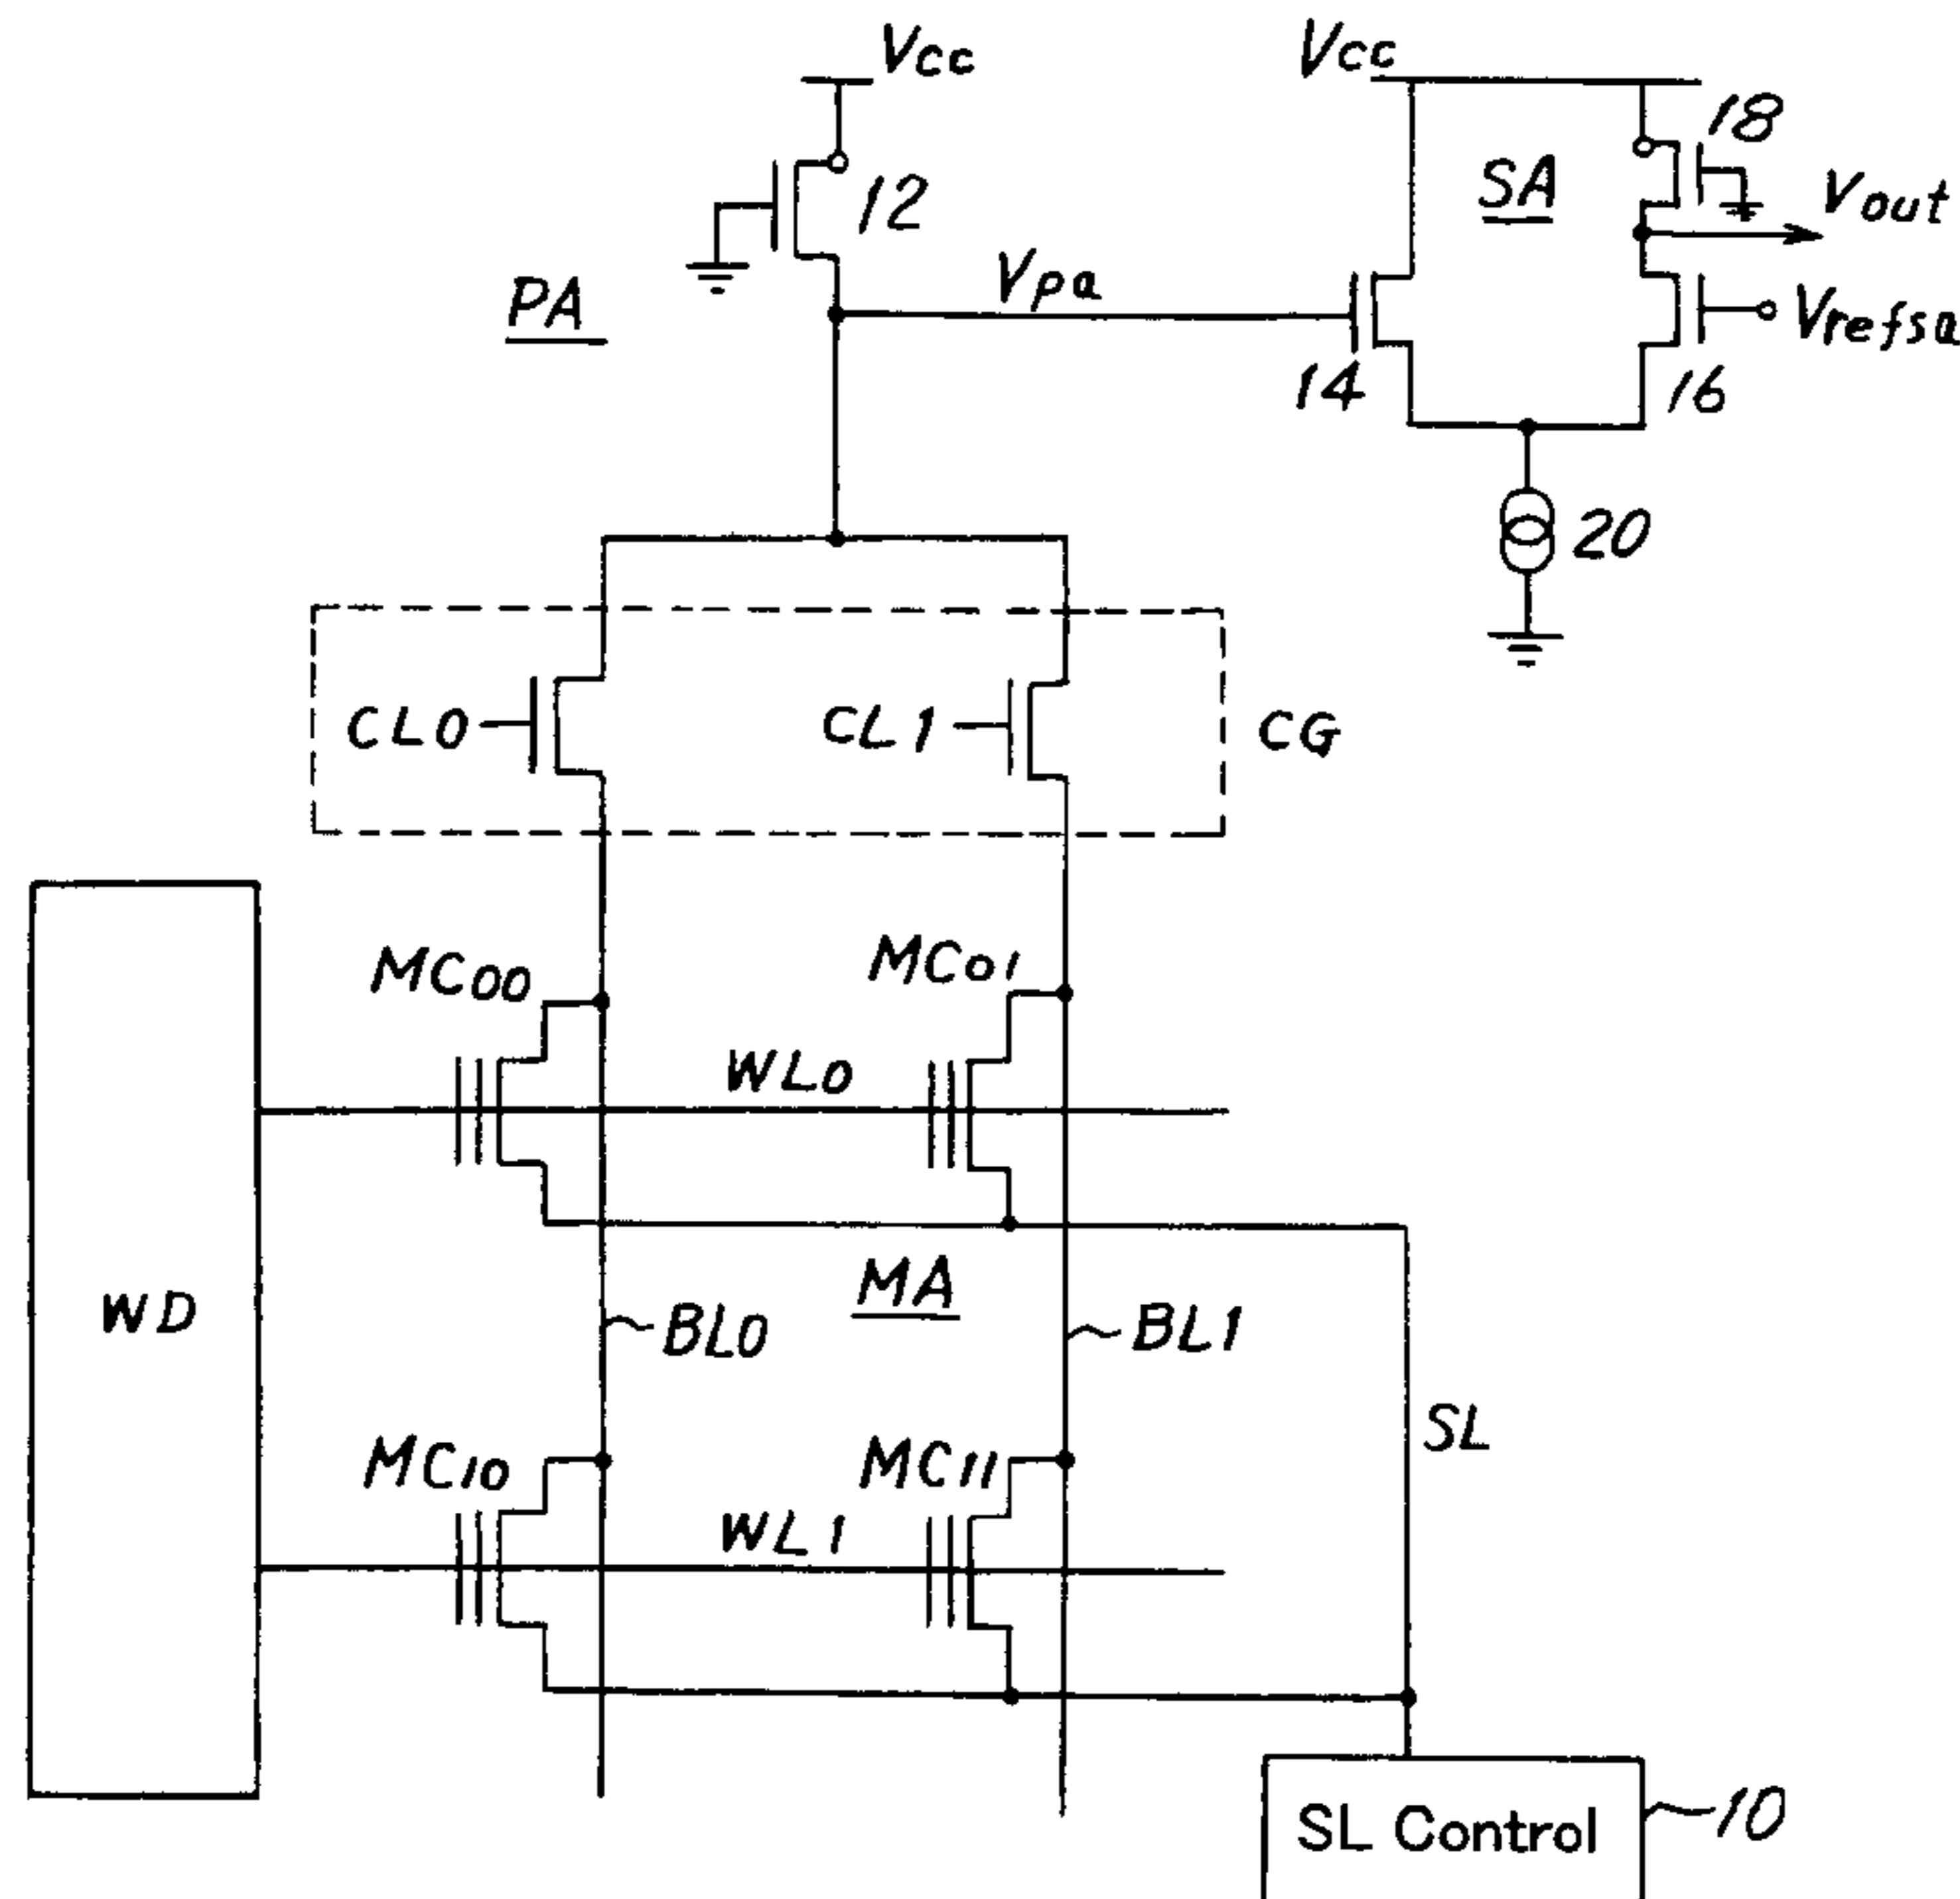 Vcc
Vcc
18
SA
12
Vout
PA
Vpa
Vrefsa
14
16
20
CL0
CL1
CG
MC00
MC01
WL0
MA
WD
BL0
BL1
SL
MC10
MC11
WL1
SL Control
10